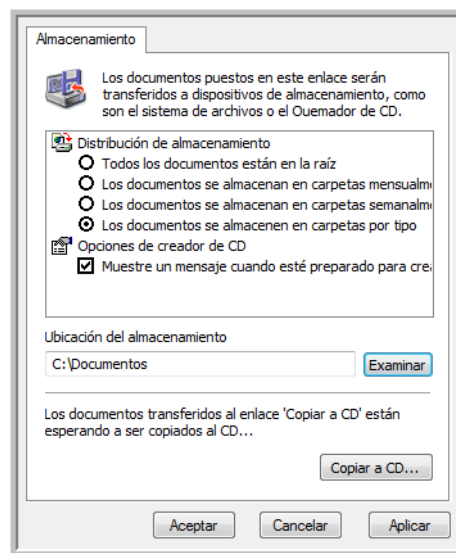 Almacenamiento
Los documentos puestos en este enlace serán
transferidos a dispositivos de almacenamiento, como
son el sistema de archivos o el Quemador de CD.
Distribución de almacenamiento
Todos los documentos están en la raíz
Los documentos se almacenan en carpetas mensualm
Los documentos se almacenan en carpetas semanalm
Los documentos se almacenen en carpetas por tipo
Opciones de creador de CD
Muestre un mensaje cuando esté preparado para crea
Ubicación del almacenamiento
C:\Documentos
Examinar
Los documentos transferidos al enlace 'Copiar a CD' están
esperando a ser copiados al CD...
Copiar a CD...
Aceptar Cancelar Aplicar